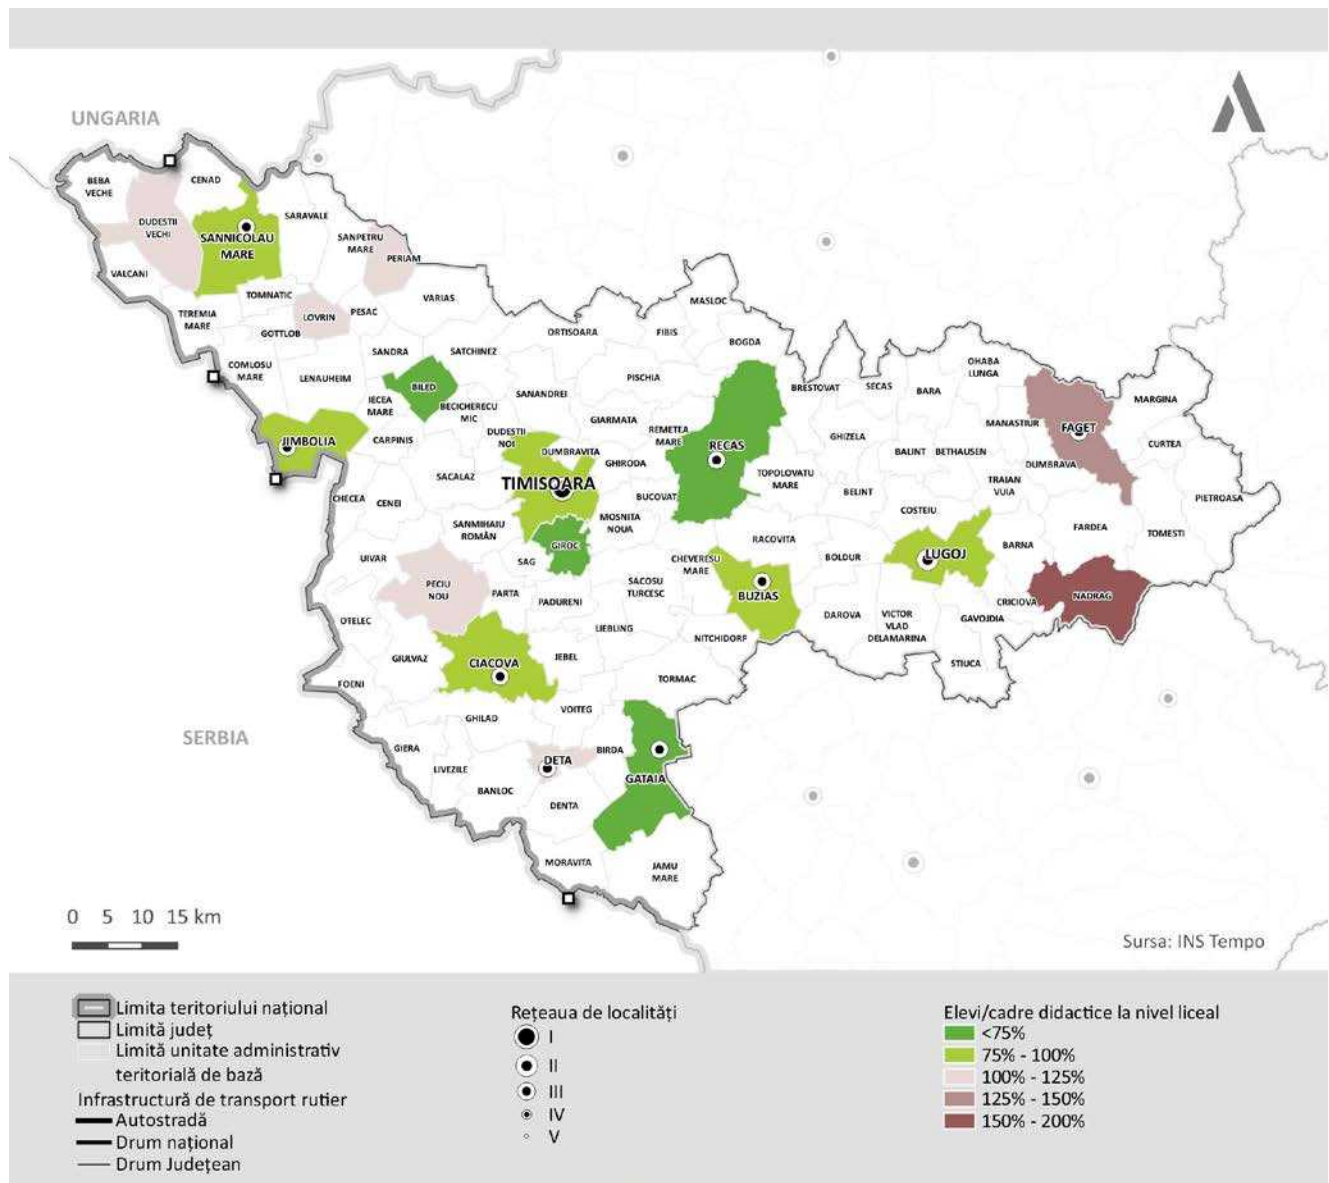 UNGARIA
BEBA
VECHE
CENAD
DUDESTII
VECHI
SANNICOLAU
MARE
SARAVALE
SANPETRU
MARE
PERIAM
VALCANI
TOMNATIC
TEREMIA
MARE
LOVRIN
PESAC
VARIAS
GOTTLOB
MASLOC
ORTISOARA
FIBIS
BOGDA
COMLOSU
MARE
LENAUHEIM
SANDRA
SATCHINEZ
BILED
PISCHIA
SANANDREI
IECEA
MARE
BECICHERECU
MIC
BRESTOVAT
SECAS
BARA
OHABA
LUNGA
MARGINA
JIMBOLIA
CARPINIS
DUDESTII
NOI
DUMBRAVITA
GIARMATA
REMETEA
MARE
RECAS
GHIZELA
MANASTIUR
FAGET
CURTEA
GHIRODA
BALINT
BETHAUSEN
DUMBRAVA
SACALAZ
TIMISOARA
TOPOLOVATU
MARE
TRAIAN
VUIA
PIETROASA
CHECEA
CENEI
BUCOVAT
BELINT
COSTEIU
FARDEA
TOMESTI
SANMIHAIU
ROMÂN
MOSNITA
NOUA
GIROC
RACOVITA
BARNA
LUGOJ
UIVAR
SAG
CHEVERESU
MARE
BOLDUR
PECIU
NOU
PARTA
PADURENI
SACOSU
TURCESC
BUZIAS
NADRAG
CRICIOVA
OTELEC
LIEBLING
NITCHIDORF
DAROVA
VICTOR
VLAD
DELAMARINA
GAVOJDIA
GIULVAZ
CIACOVA
JEBEL
STIUCA
FOENI
TORMAC
GHILAD
VOITEG
SERBIA
GIERA
LIVEZILE
DETA
BIRDA
GATAIA
BANLOC
DENTA
MORAVITA
JAMU
MARE
0 5 10 15 km
Sursa: INS Tempo
Limita teritoriului național
Limită județ
Limită unitate administrativ
teritorială de bază
Infrastructură de transport rutier
Autostradă
Drum național
Drum Județean
Rețeaua de localități
I
II
III
IV
V
Elevi/cadre didactice la nivel liceal
<75%
75% - 100%
100% - 125%
125% - 150%
150% - 200%